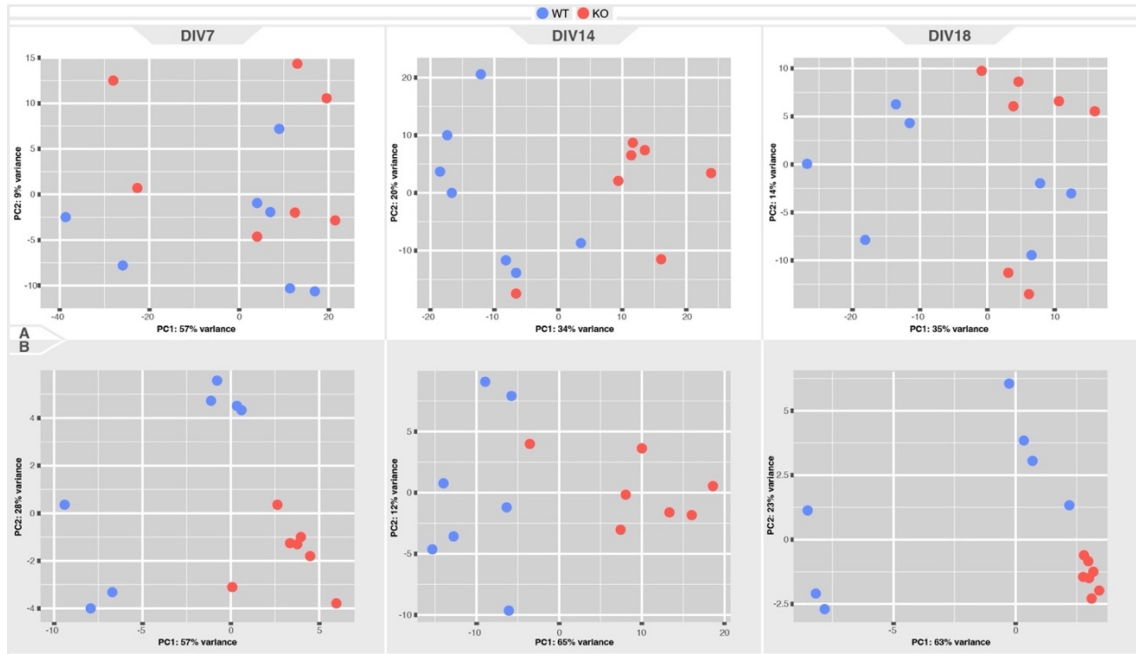 WT KO
DIV7 DIV14 DIV18
15
10
5
0
-5
-10
PC2: 9% variance
-40 -20 0 20
PC1: 57% variance
20
10
0
-10
PC2: 20% variance
-20 -10 0 10 20
PC1: 34% variance
10
5
0
-5
-10
PC2: 14% variance
-20 -10 0 10
PC1: 35% variance
A
B
4
2
0
-2
-4
PC2: 28% variance
-10 -5 0 5
PC1: 57% variance
5
0
-5
-10
PC2: 12% variance
-10 0 10 20
PC1: 65% variance
5
2.5
0
-2.5
PC2: 23% variance
-5 0
PC1: 63% variance